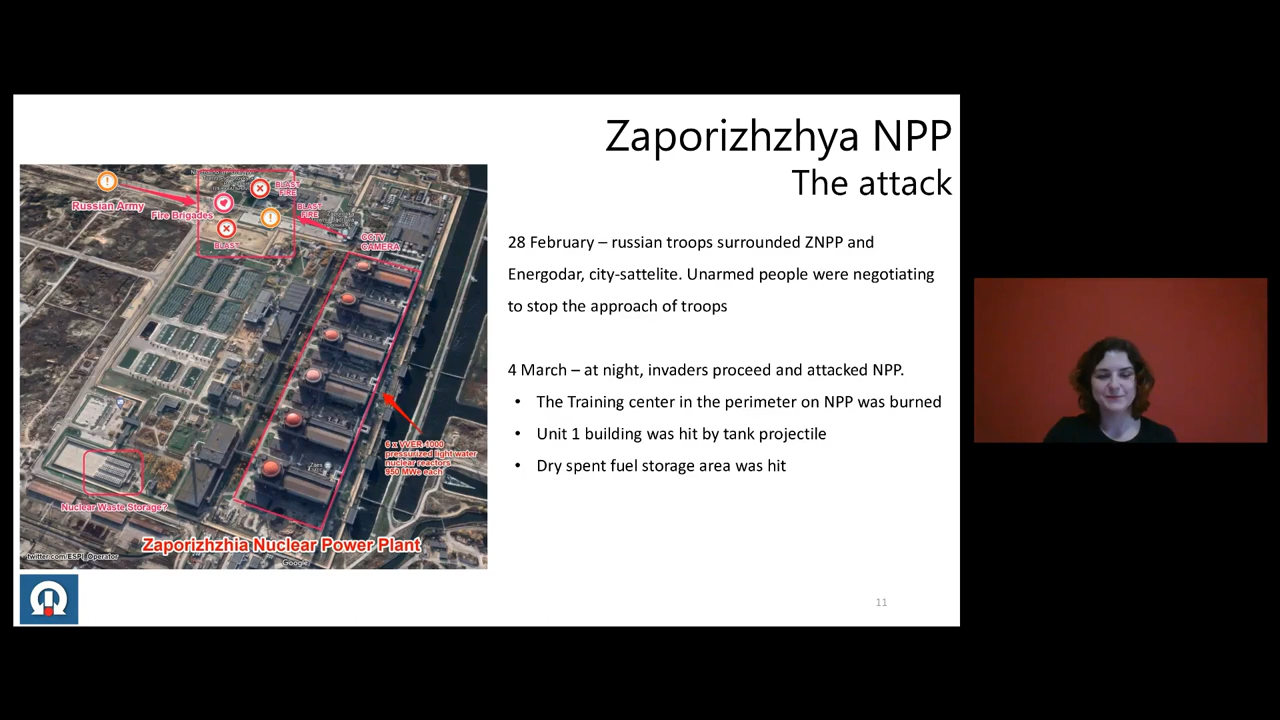 Zaporizhzhya NPP
The attack
28 February – russian troops surrounded ZNPP and
Energodar, city-sattelite. Unarmed people were negotiating
to stop the approach of troops
4 March – at night, invaders proceed and attacked NPP.
• The Training center in the perimeter on NPP was burned
• Unit 1 building was hit by tank projectile
• Dry spent fuel storage area was hit
Russian Army
Fire Brigades
BLAST
FIRE
BLAST
FIRE
BLAST
CCTV
CAMERA
6 x VVER-1000
pressurized light water
nuclear reactors
950 MWe each
Nuclear Waste Storage?
Zaporizhzhia Nuclear Power Plant
twitter.com/ESPI_Operator
Google
11